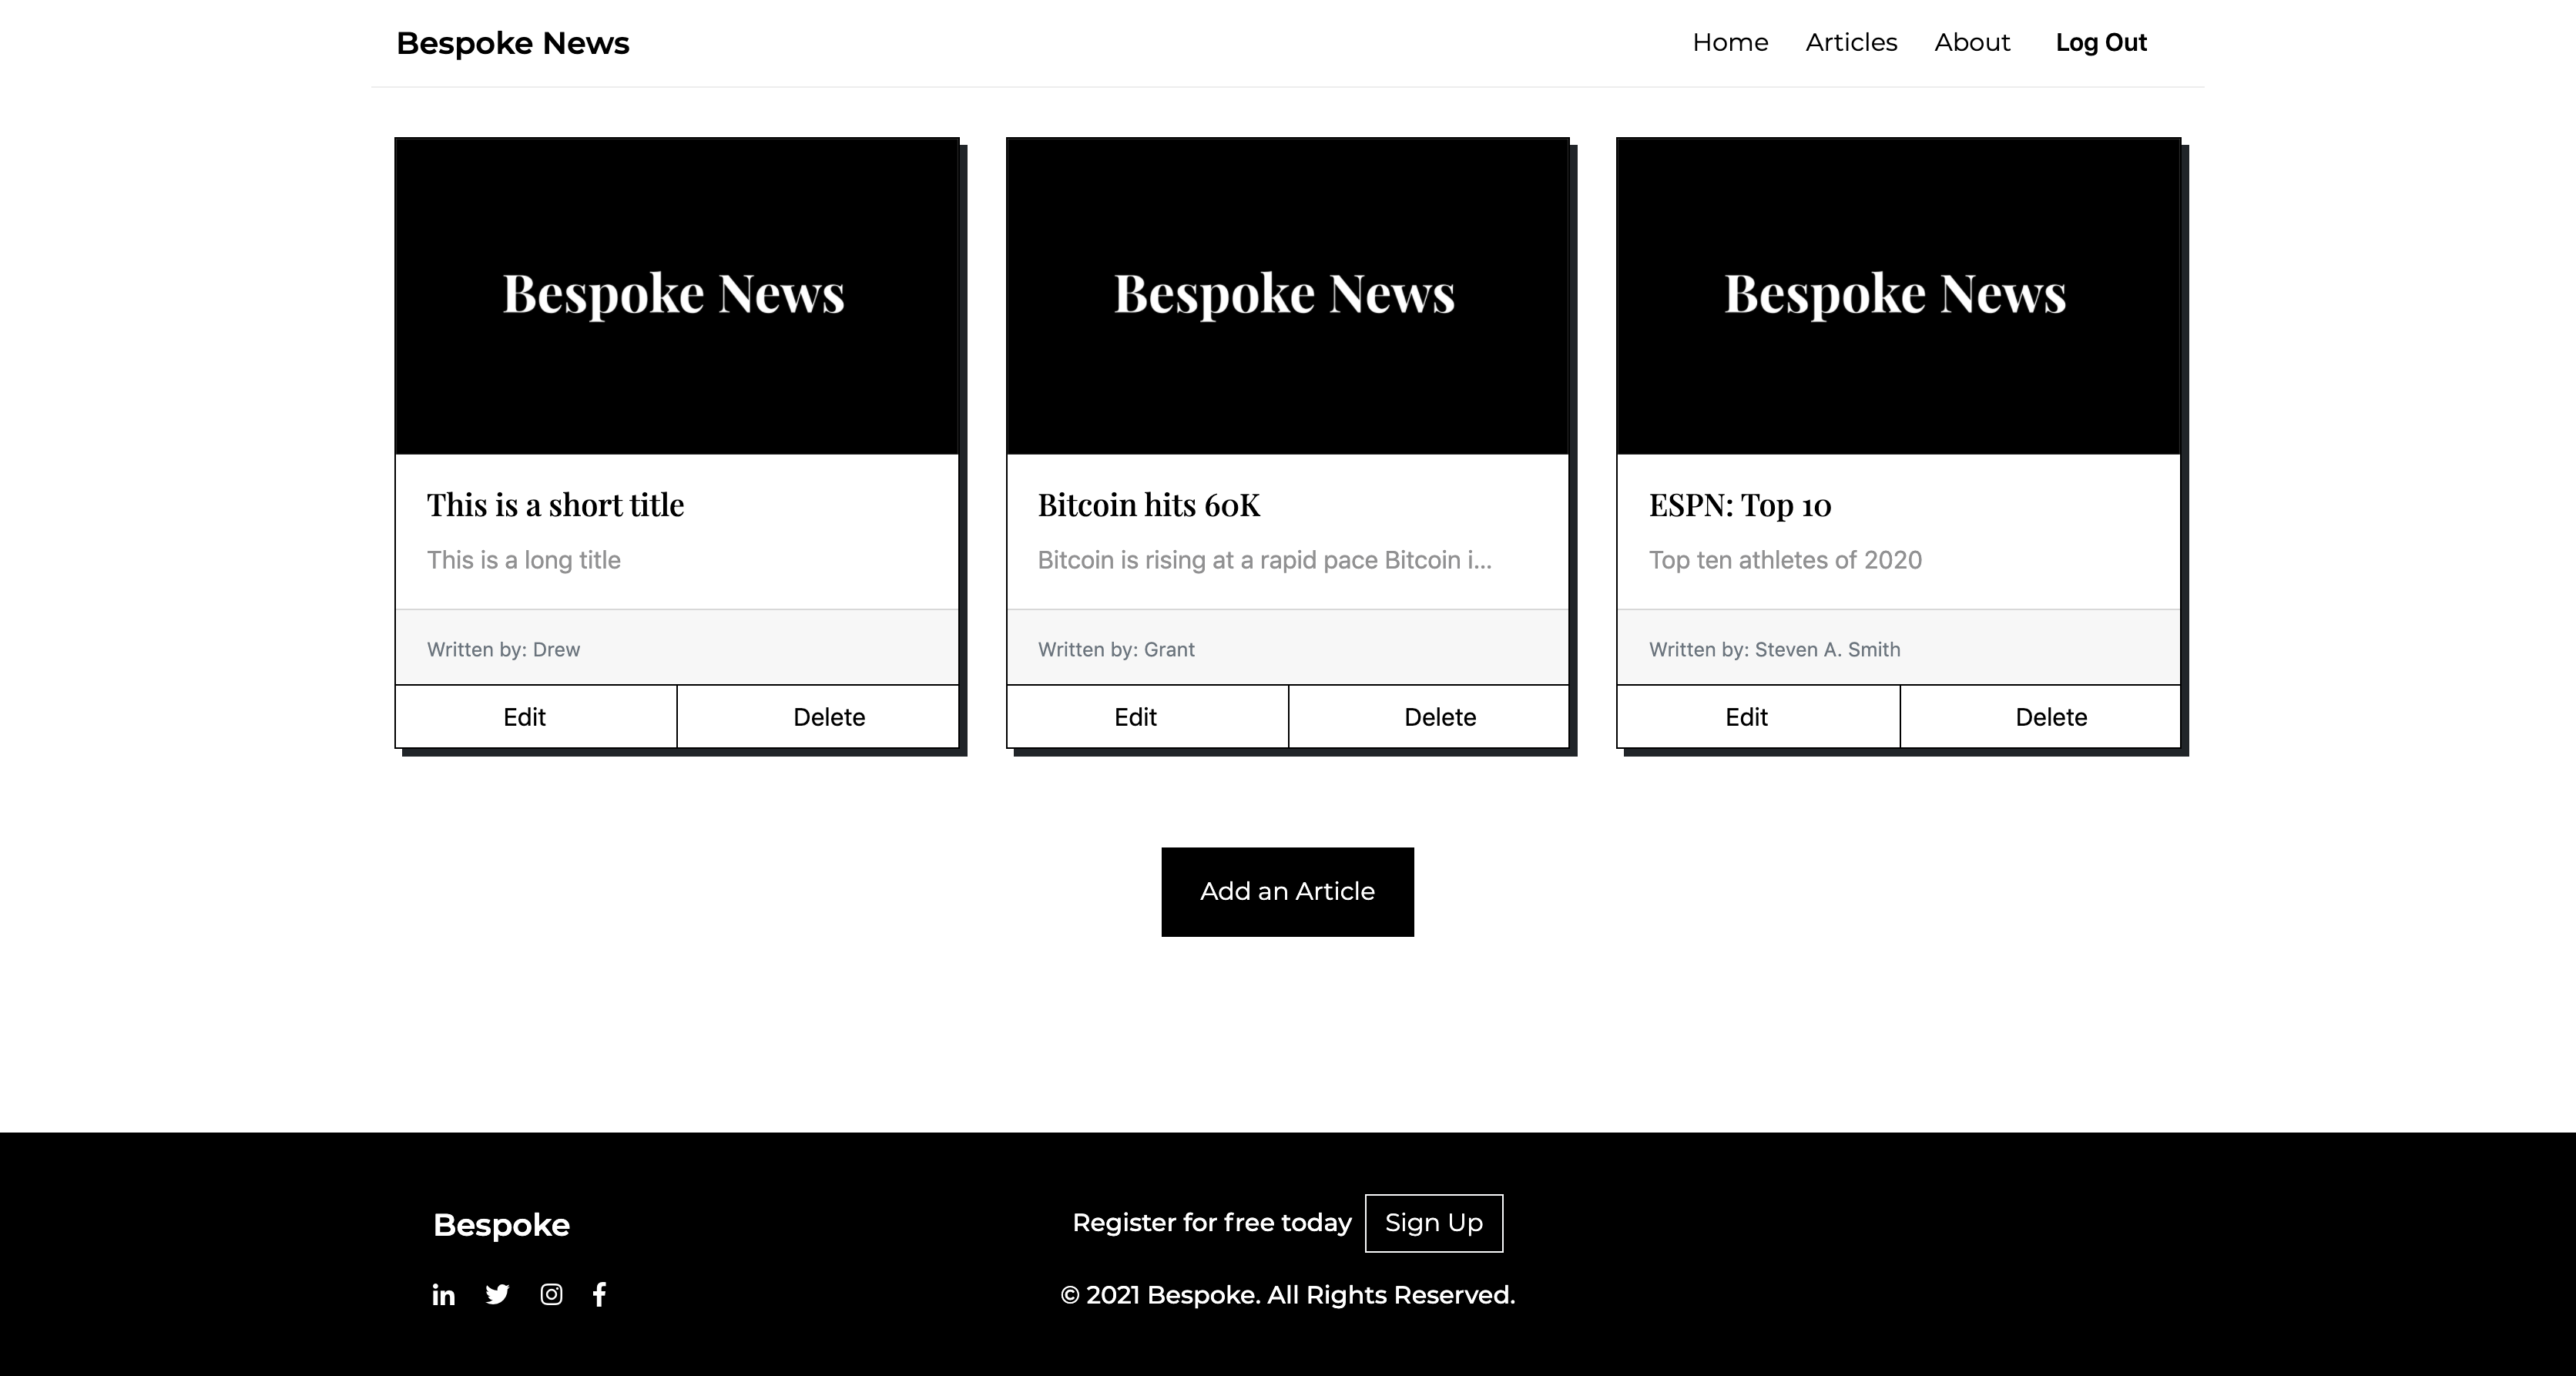 Bespoke News
Home Articles About Log Out
Bespoke News
This is a short title
This is a long title
Written by: Drew
Edit Delete
Bespoke News
Bitcoin hits 60K
Bitcoin is rising at a rapid pace Bitcoin i...
Written by: Grant
Edit Delete
Bespoke News
ESPN: Top 10
Top ten athletes of 2020
Written by: Steven A. Smith
Edit Delete
Add an Article
Bespoke
Register for free today Sign Up
© 2021 Bespoke. All Rights Reserved.